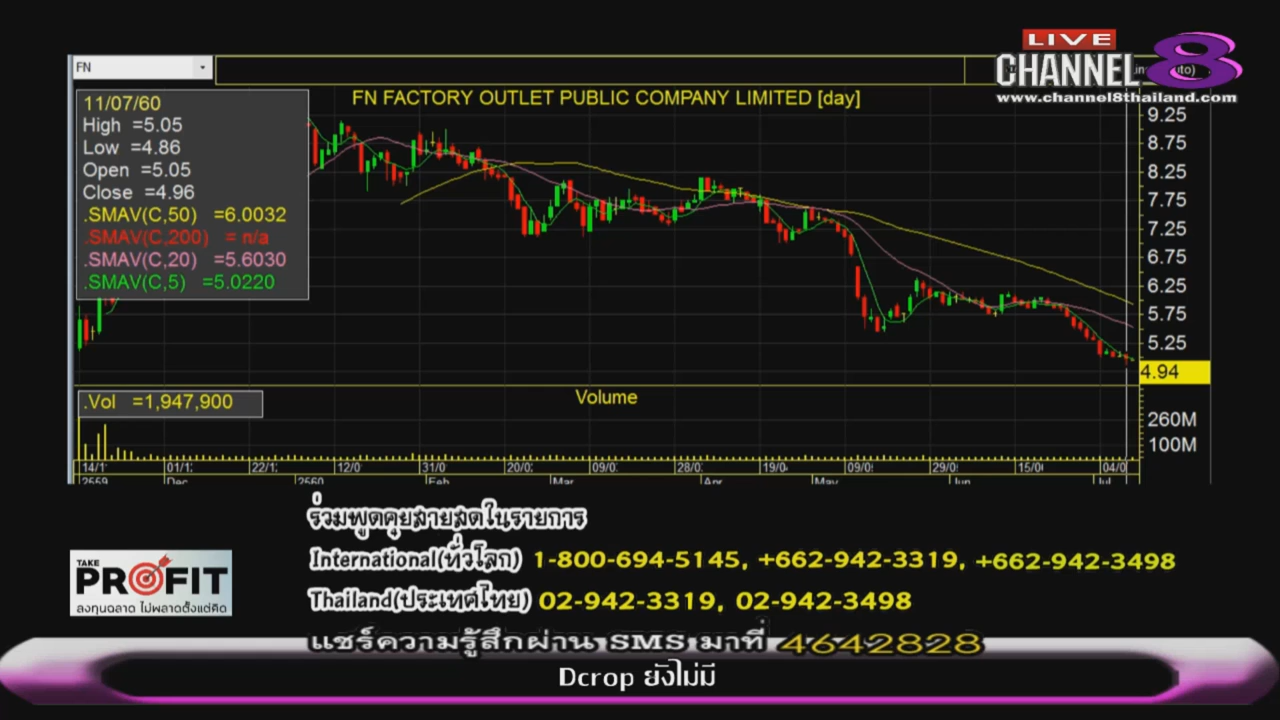 LIVE
CHANNEL 8
www.channel8thailand.com
FN
FN FACTORY OUTLET PUBLIC COMPANY LIMITED [day]
11/07/60
High =5.05
Low =4.86
Open =5.05
Close =4.96
.SMAV(C,50) =6.0032
.SMAV(C,200) = n/a
.SMAV(C,20) =5.6030
.SMAV(C,5) =5.0220
9.25
8.75
8.25
7.75
7.25
6.75
6.25
5.75
5.25
4.94
.Vol =1,947,900
Volume
260M
100M
ร่วมพูดคุยสายสดในรายการ
International(ทั่วโลก) 1-800-694-5145, +662-942-3319, +662-942-3498
TAKE
PROFIT
ลงทุนฉลาด ไม่พลาดตั้งแต่คิด
Thailand(ประเทศไทย) 02-942-3319, 02-942-3498
แชร์ความรู้สึกผ่าน SMS มาที่ 4642828
Dcrop ยังไม่มี